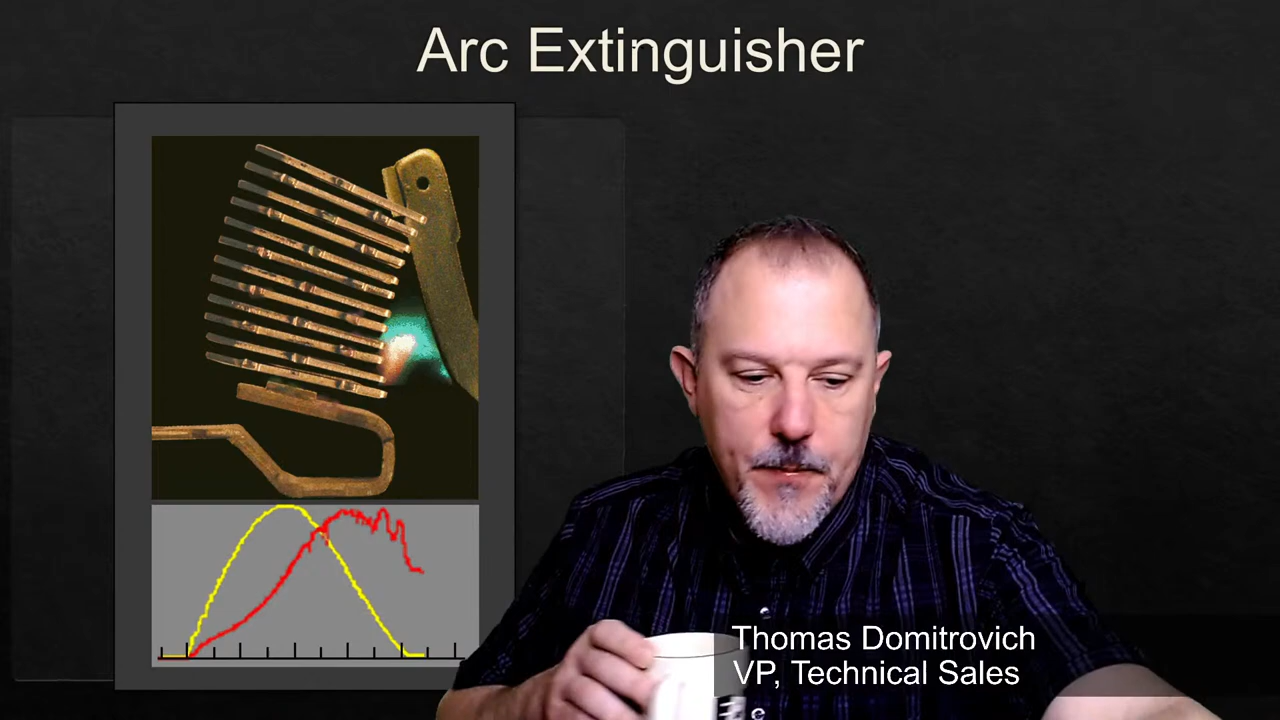 Arc Extinguisher
Thomas Domitrovich
VP, Technical Sales